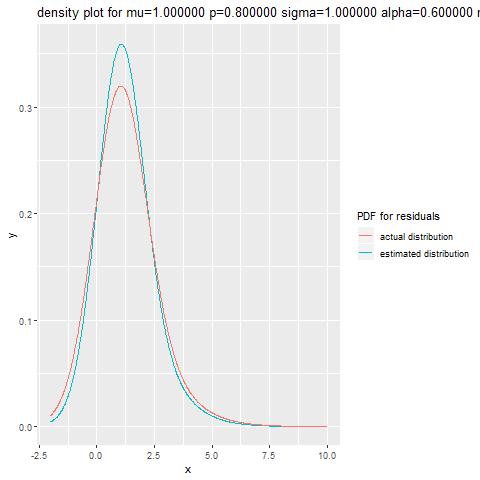 density plot for mu=1.000000 p=0.800000 sigma=1.000000 alpha=0.600000
y
0.3
0.2
0.1
0.0
-2.5 0.0 2.5 5.0 7.5 10.0
x
PDF for residuals
actual distribution
estimated distribution